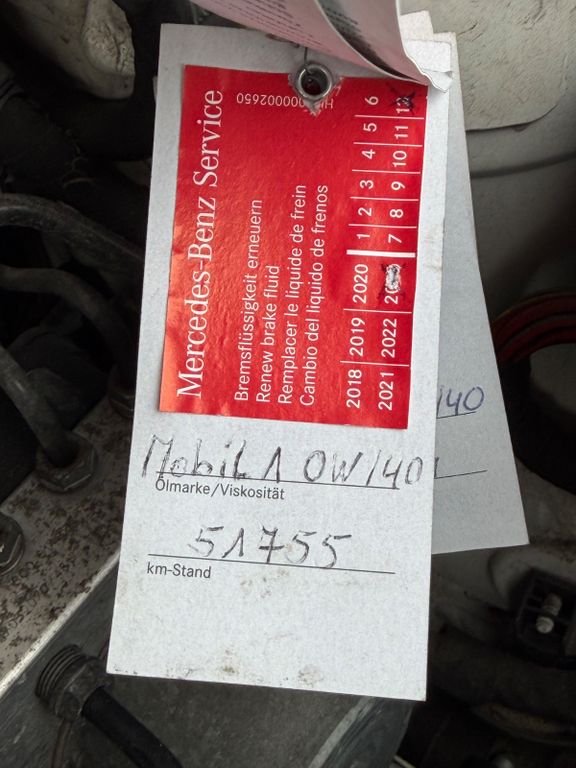 Mercedes-Benz Service
Bremsflüssigkeit erneuern
Renew brake fluid
Remplacer le liquide de frein
Cambio del liquido de frenos
2018 2019 2020 1 2 3 4 5 6
2021 2022 7 8 9 10 11 12
Mobil 1 0W/40
Ölmarke/Viskosität
51755
km-Stand
/40